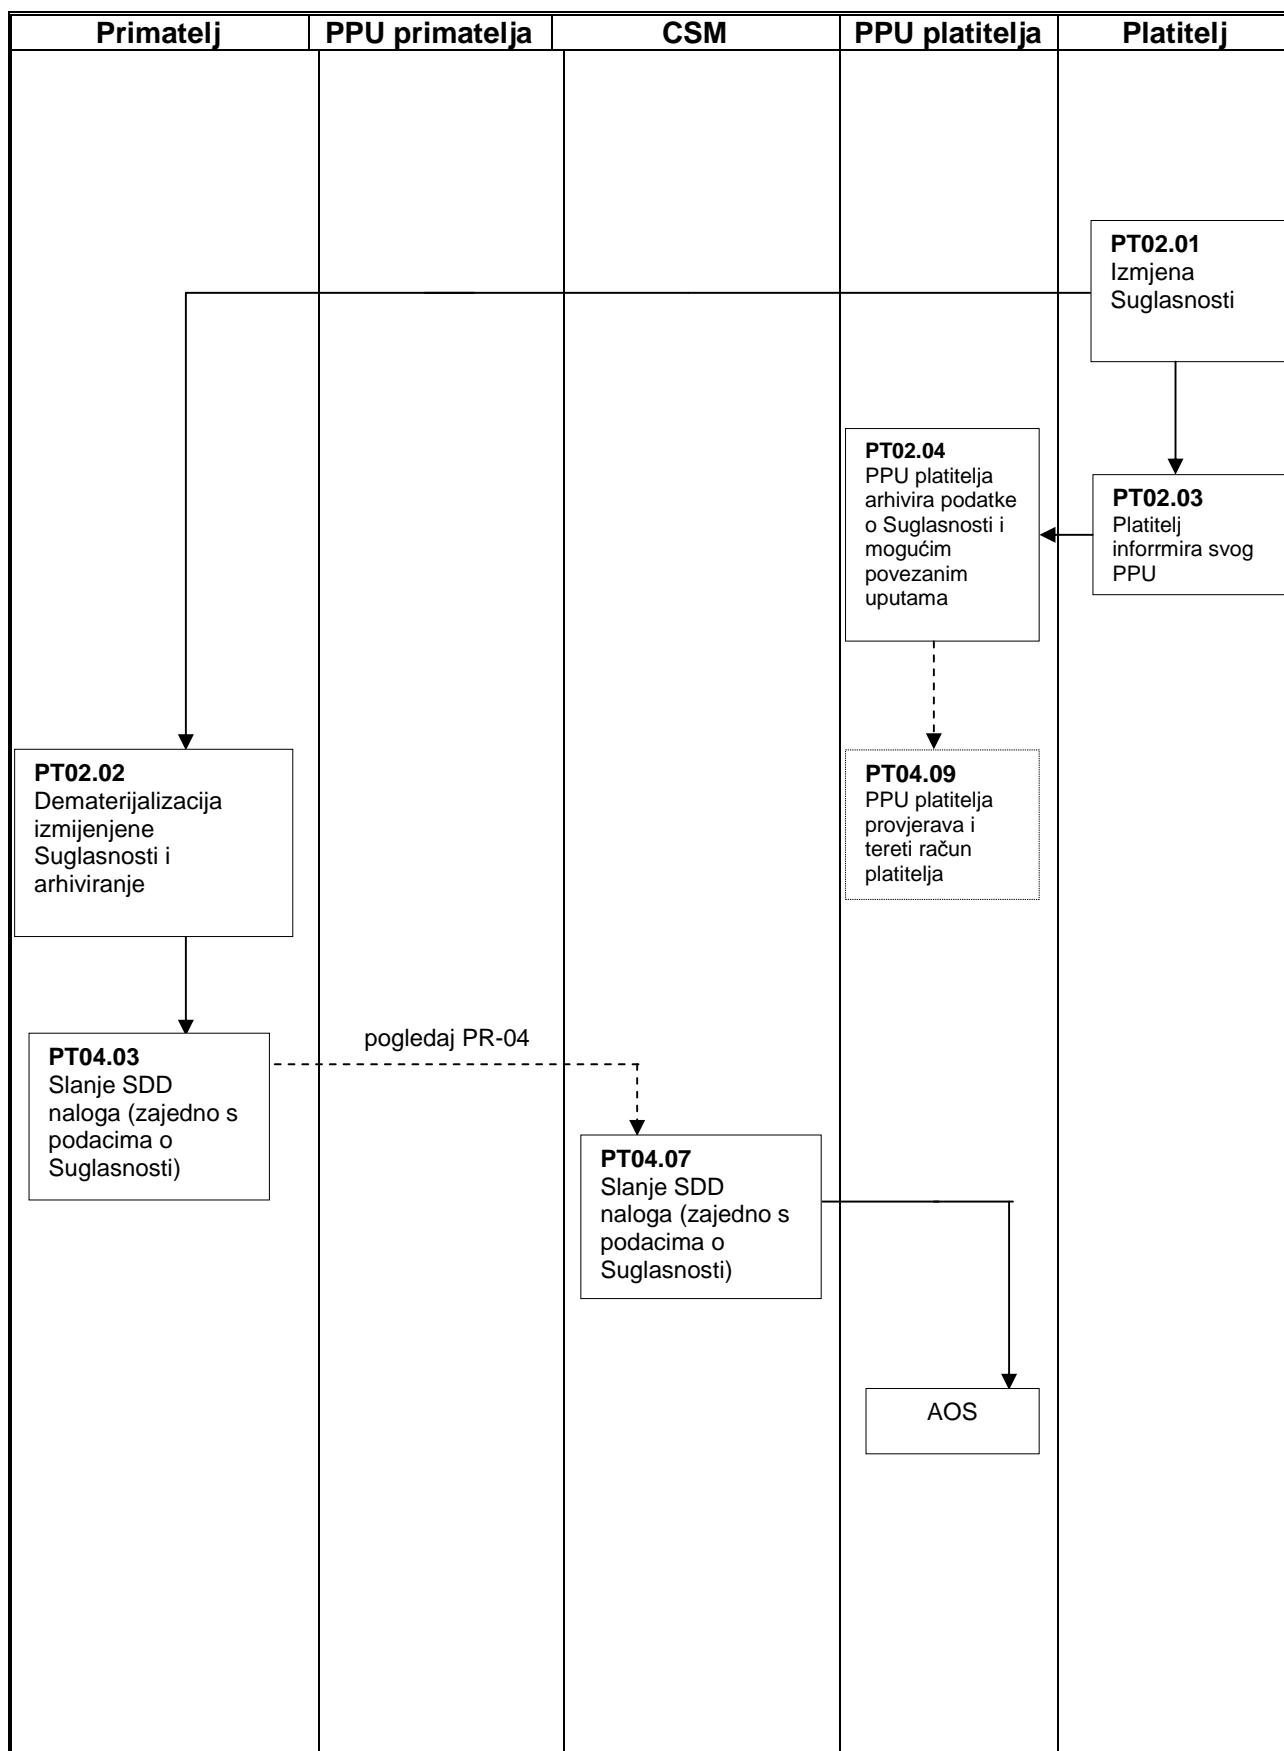 Primatelj
PPU primatelja
CSM
PPU platitelja
Platitelj
PT02.01
Izmjena
Suglasnosti
PT02.04
PPU platitelja
arhivira podatke
o Suglasnosti i
mogućim
povezanim
uputama
PT02.03
Platitelj
inforrmira svog
PPU
PT02.02
Dematerijalizacija
izmijenjene
Suglasnosti i
arhiviranje
PT04.09
PPU platitelja
provjerava i
tereti račun
platitelja
pogledaj PR-04
PT04.03
Slanje SDD
naloga (zajedno s
podacima o
Suglasnosti)
PT04.07
Slanje SDD
naloga (zajedno s
podacima o
Suglasnosti)
AOS